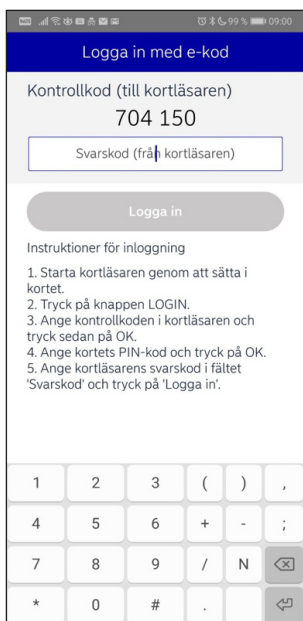 99 % 09:00
Logga in med e-kod
Kontrollkod (till kortläsaren)
704 150
Svarskod (från kortläsaren)
Logga in
Instruktioner för inloggning
1. Starta kortläsaren genom att sätta i
kortet.
2. Tryck på knappen LOGIN.
3. Ange kontrollkoden i kortläsaren och
tryck sedan på OK.
4. Ange kortets PIN-kod och tryck på OK.
5. Ange kortläsarens svarskod i fältet
'Svarskod' och tryck på 'Logga in'.
1 2 3 ( ) ,
4 5 6 + - ;
7 8 9 / N
* 0 # .